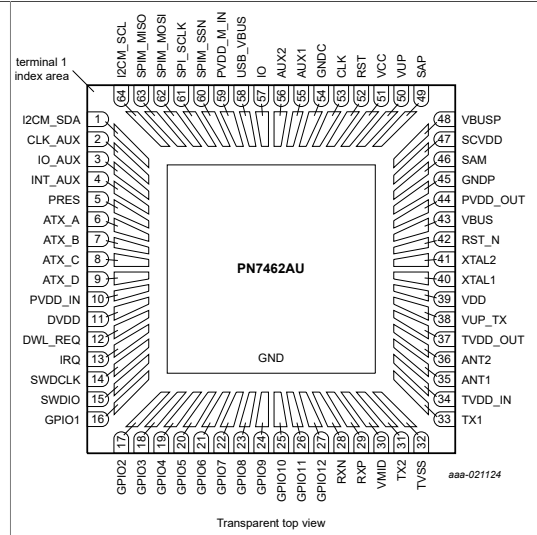 terminal 1
index area
64 I2CM_SCL
63 SPIM_MISO
62 SPIM_MOSI
61 SPI_SCLK
60 SPIM_SSN
59 PVDD_M_IN
58 USB_VBUS
57 IO
56 AUX2
55 AUX1
54 GNDC
53 CLK
52 RST
51 VCC
50 VUP
49 SAP
I2CM_SDA 1
CLK_AUX 2
IO_AUX 3
INT_AUX 4
PRES 5
ATX_A 6
ATX_B 7
ATX_C 8
ATX_D 9
PVDD_IN 10
DVDD 11
DWL_REQ 12
IRQ 13
SWDCLK 14
SWDIO 15
GPIO1 16
PN7462AU
GND
48 VBUSP
47 SCVDD
46 SAM
45 GNDP
44 PVDD_OUT
43 VBUS
42 RST_N
41 XTAL2
40 XTAL1
39 VDD
38 VUP_TX
37 TVDD_OUT
36 ANT2
35 ANT1
34 TVDD_IN
33 TX1
GPIO2 17
GPIO3 18
GPIO4 19
GPIO5 20
GPIO6 21
GPIO7 22
GPIO8 23
GPIO9 24
GPIO10 25
GPIO11 26
GPIO12 27
RXN 28
RXP 29
VMID 30
TX2 31
TVSS 32
aaa-021124
Transparent top view